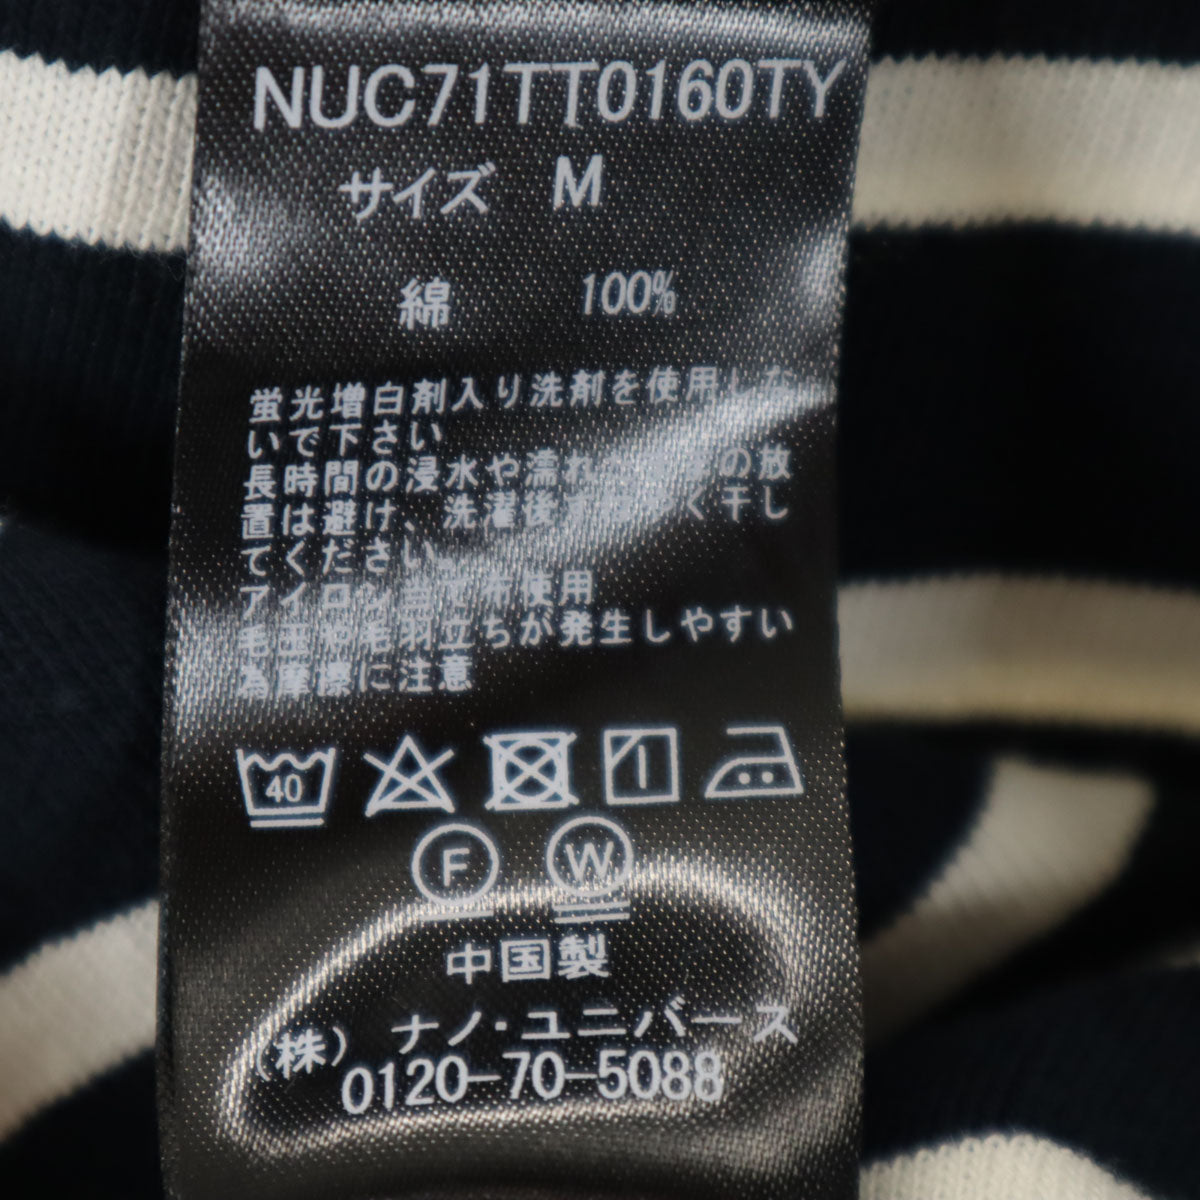 NUC71TT0160TY
サイズ M
綿 100%
蛍光増白剤入り洗剤を使用しな
いで下さい
長時間の浸水や濡れた の放
置は避け、洗濯後 く干し
てください。
アイロン当て布使用
毛玉や毛羽立ちが発生しやすい
為摩擦に注意
40
F W
中国製
(株) ナノ・ユニバース
0120-70-5088